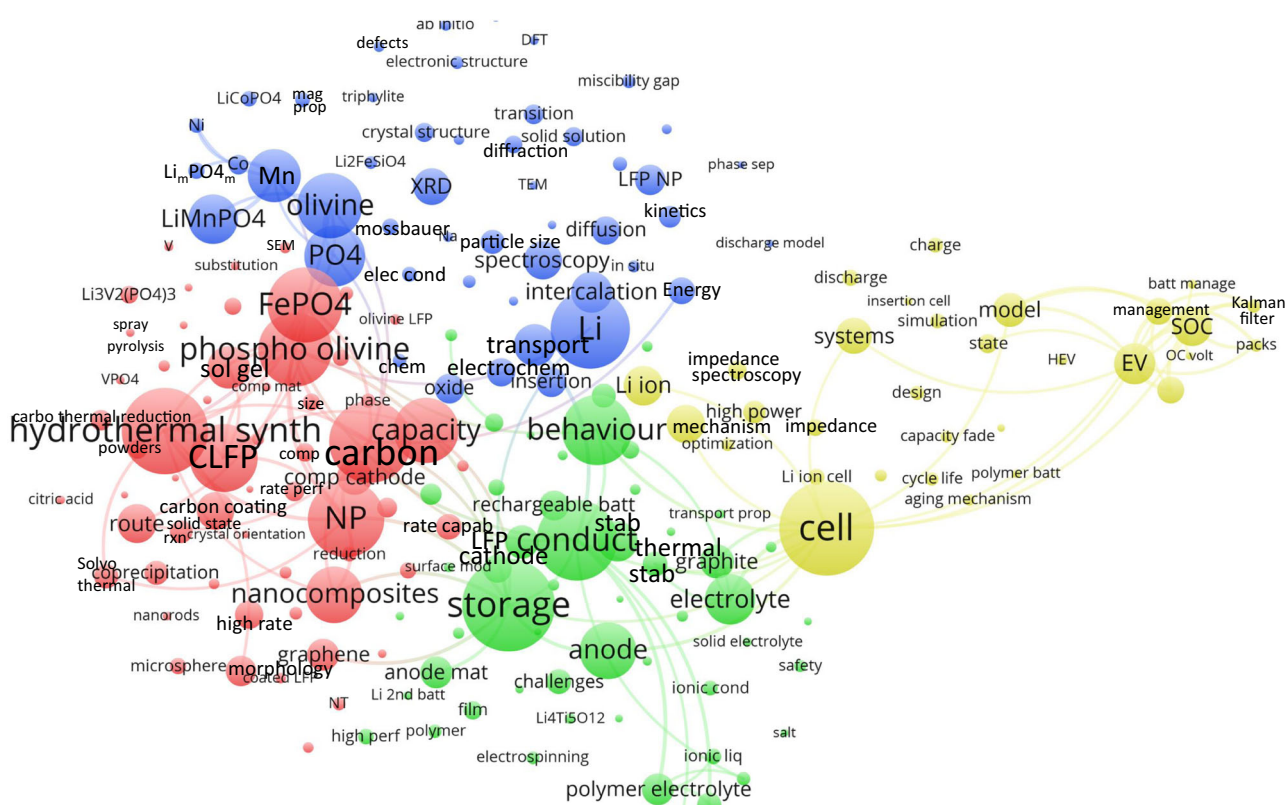 ab initio
DFT
defects
electronic structure
miscibility gap
LiCoPO4
mag
prop
triphylite
transition
Ni
crystal structure
solid solution
diffraction
Li2FeSiO4
phase sep
Co
LimPO4m
Mn
XRD
TEM
LFP NP
olivine
kinetics
LiMnPO4
mossbauer
diffusion
Na
particle size
discharge model
charge
V
SEM
PO4
substitution
spectroscopy
in situ
elec cond
discharge
batt manage
Li3V2(PO4)3
FePO4
intercalation
Energy
insertion cell
model
management
Kalman
filter
spray
pyrolysis
olivine LFP
Li
simulation
SOC
systems
state
packs
phospho olivine
transport
OC volt
sol gel
chem
electrochem
impedance
spectroscopy
HEV
EV
VPO4
comp mat
oxide
insertion
Li ion
size
phase
design
carbo thermal reduction
high power
hydrothermal synth
capacity
behaviour
mechanism
impedance
powders
optimization
capacity fade
CLFP
comp
carbon
comp cathode
Li ion cell
cycle life
polymer batt
rate perf
citric acid
carbon coating
rechargeable batt
aging mechanism
route
solid state
rxn
crystal orientation
NP
rate capab
stab
transport prop
LFP
cathode
conduct
thermal
stab
cell
reduction
surface mod
graphite
Solvo
thermal
coprecipitation
nanocomposites
storage
electrolyte
nanorods
high rate
solid electrolyte
graphene
anode
microsphere
morphology
coated LFP
anode mat
challenges
safety
Li 2nd batt
ionic cond
NT
film
Li4Ti5O12
high perf
polymer
salt
electrospinning
ionic liq
polymer electrolyte